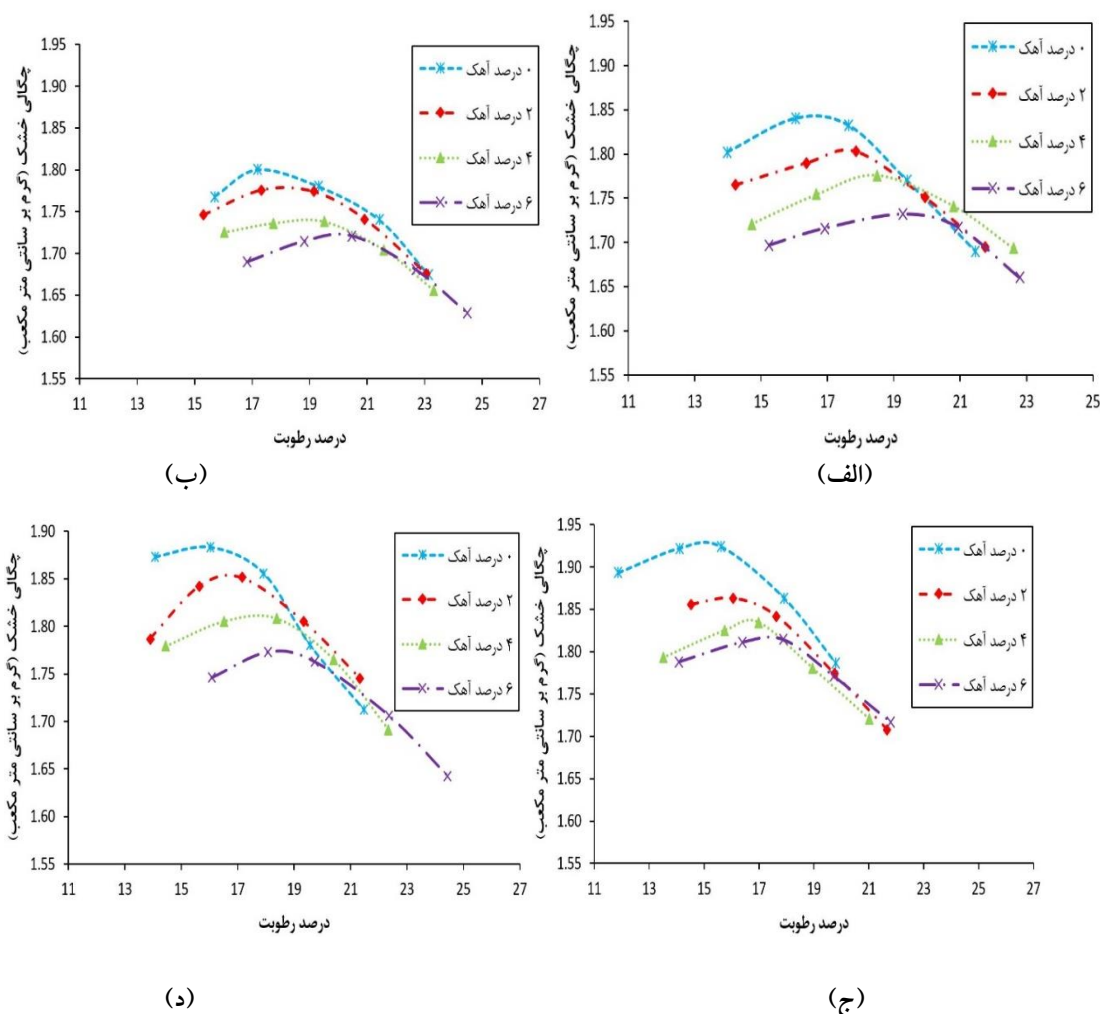 چگالی خشک (گرم بر سانتی متر مکعب)
1.95
1.90
1.85
1.80
1.75
1.70
1.65
1.60
1.55
۰ درصد آهک
۲ درصد آهک
۴ درصد آهک
۶ درصد آهک
11 13 15 17 19 21 23 25
درصد رطوبت
(الف)
چگالی خشک (گرم بر سانتی متر مکعب)
1.95
1.90
1.85
1.80
1.75
1.70
1.65
1.60
1.55
۰ درصد آهک
۲ درصد آهک
۴ درصد آهک
۶ درصد آهک
11 13 15 17 19 21 23 25 27
درصد رطوبت
(ب)
چگالی خشک (گرم بر سانتی متر مکعب)
1.95
1.90
1.85
1.80
1.75
1.70
1.65
1.60
1.55
۰ درصد آهک
۲ درصد آهک
۴ درصد آهک
۶ درصد آهک
11 13 15 17 19 21 23 25 27
درصد رطوبت
(ج)
چگالی خشک (گرم بر سانتی متر مکعب)
1.90
1.85
1.80
1.75
1.70
1.65
1.60
1.55
۰ درصد آهک
۲ درصد آهک
۴ درصد آهک
۶ درصد آهک
11 13 15 17 19 21 23 25 27
درصد رطوبت
(د)